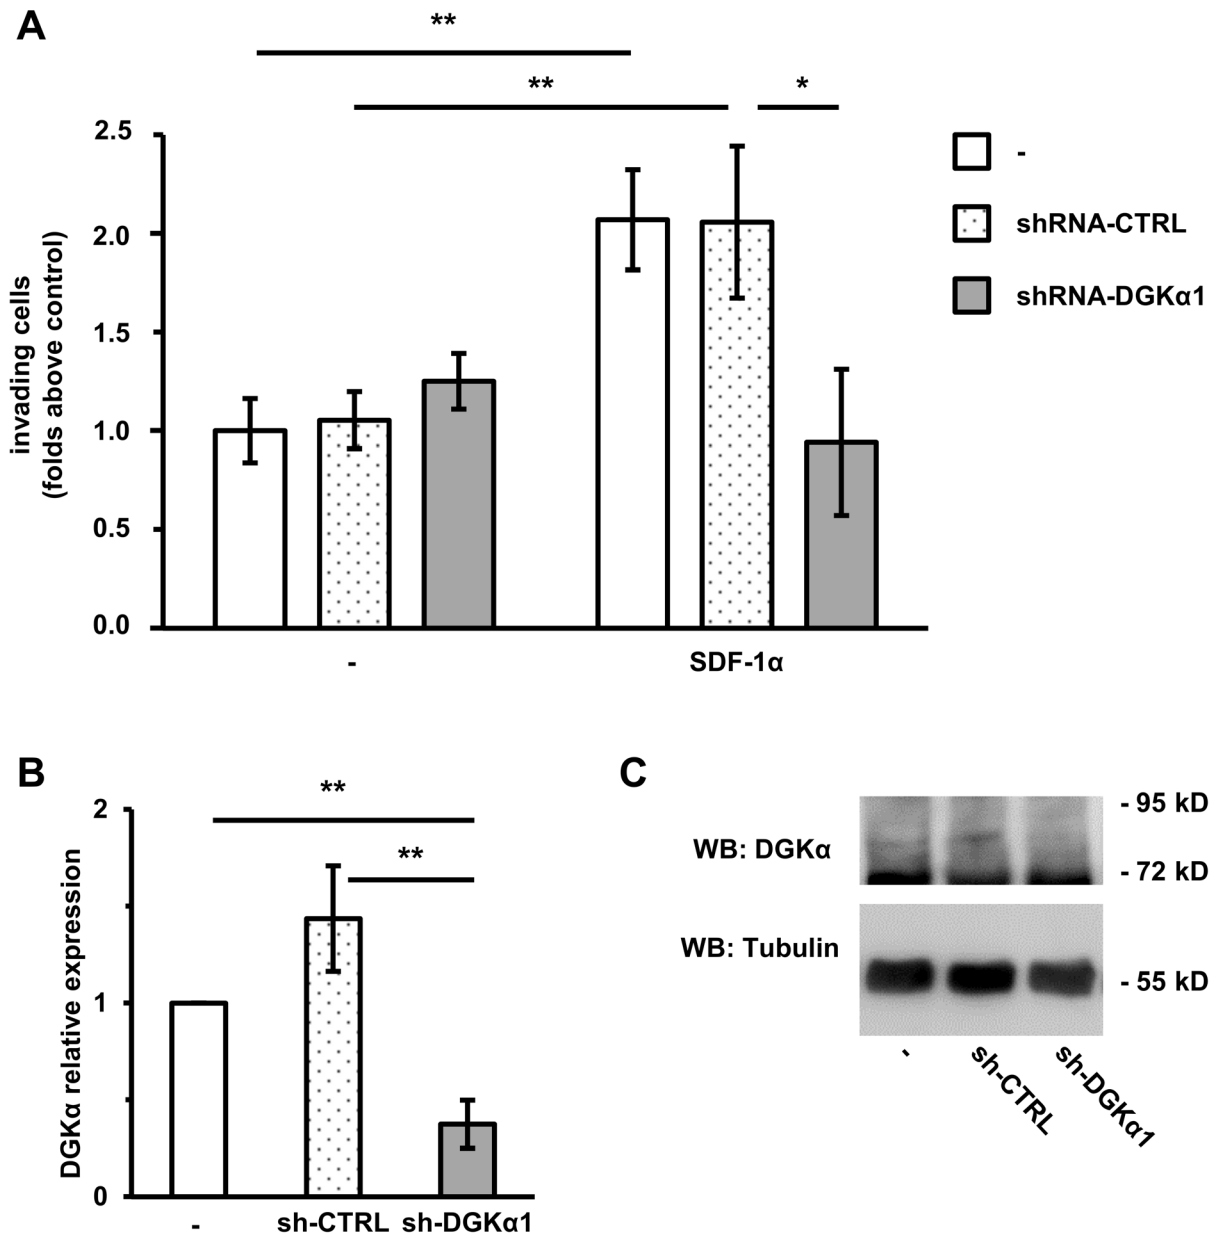 A
**
**
*
2.5
2.0
1.5
1.0
0.5
0.0
invading cells
(folds above control)
-
SDF-1α
-
shRNA-CTRL
shRNA-DGKα1
B
**
**
2
1
0
DGKα relative expression
-
sh-CTRL
sh-DGKα1
C
WB: DGKα
- 95 kD
- 72 kD
WB: Tubulin
- 55 kD
-
sh-CTRL
sh-DGKα1